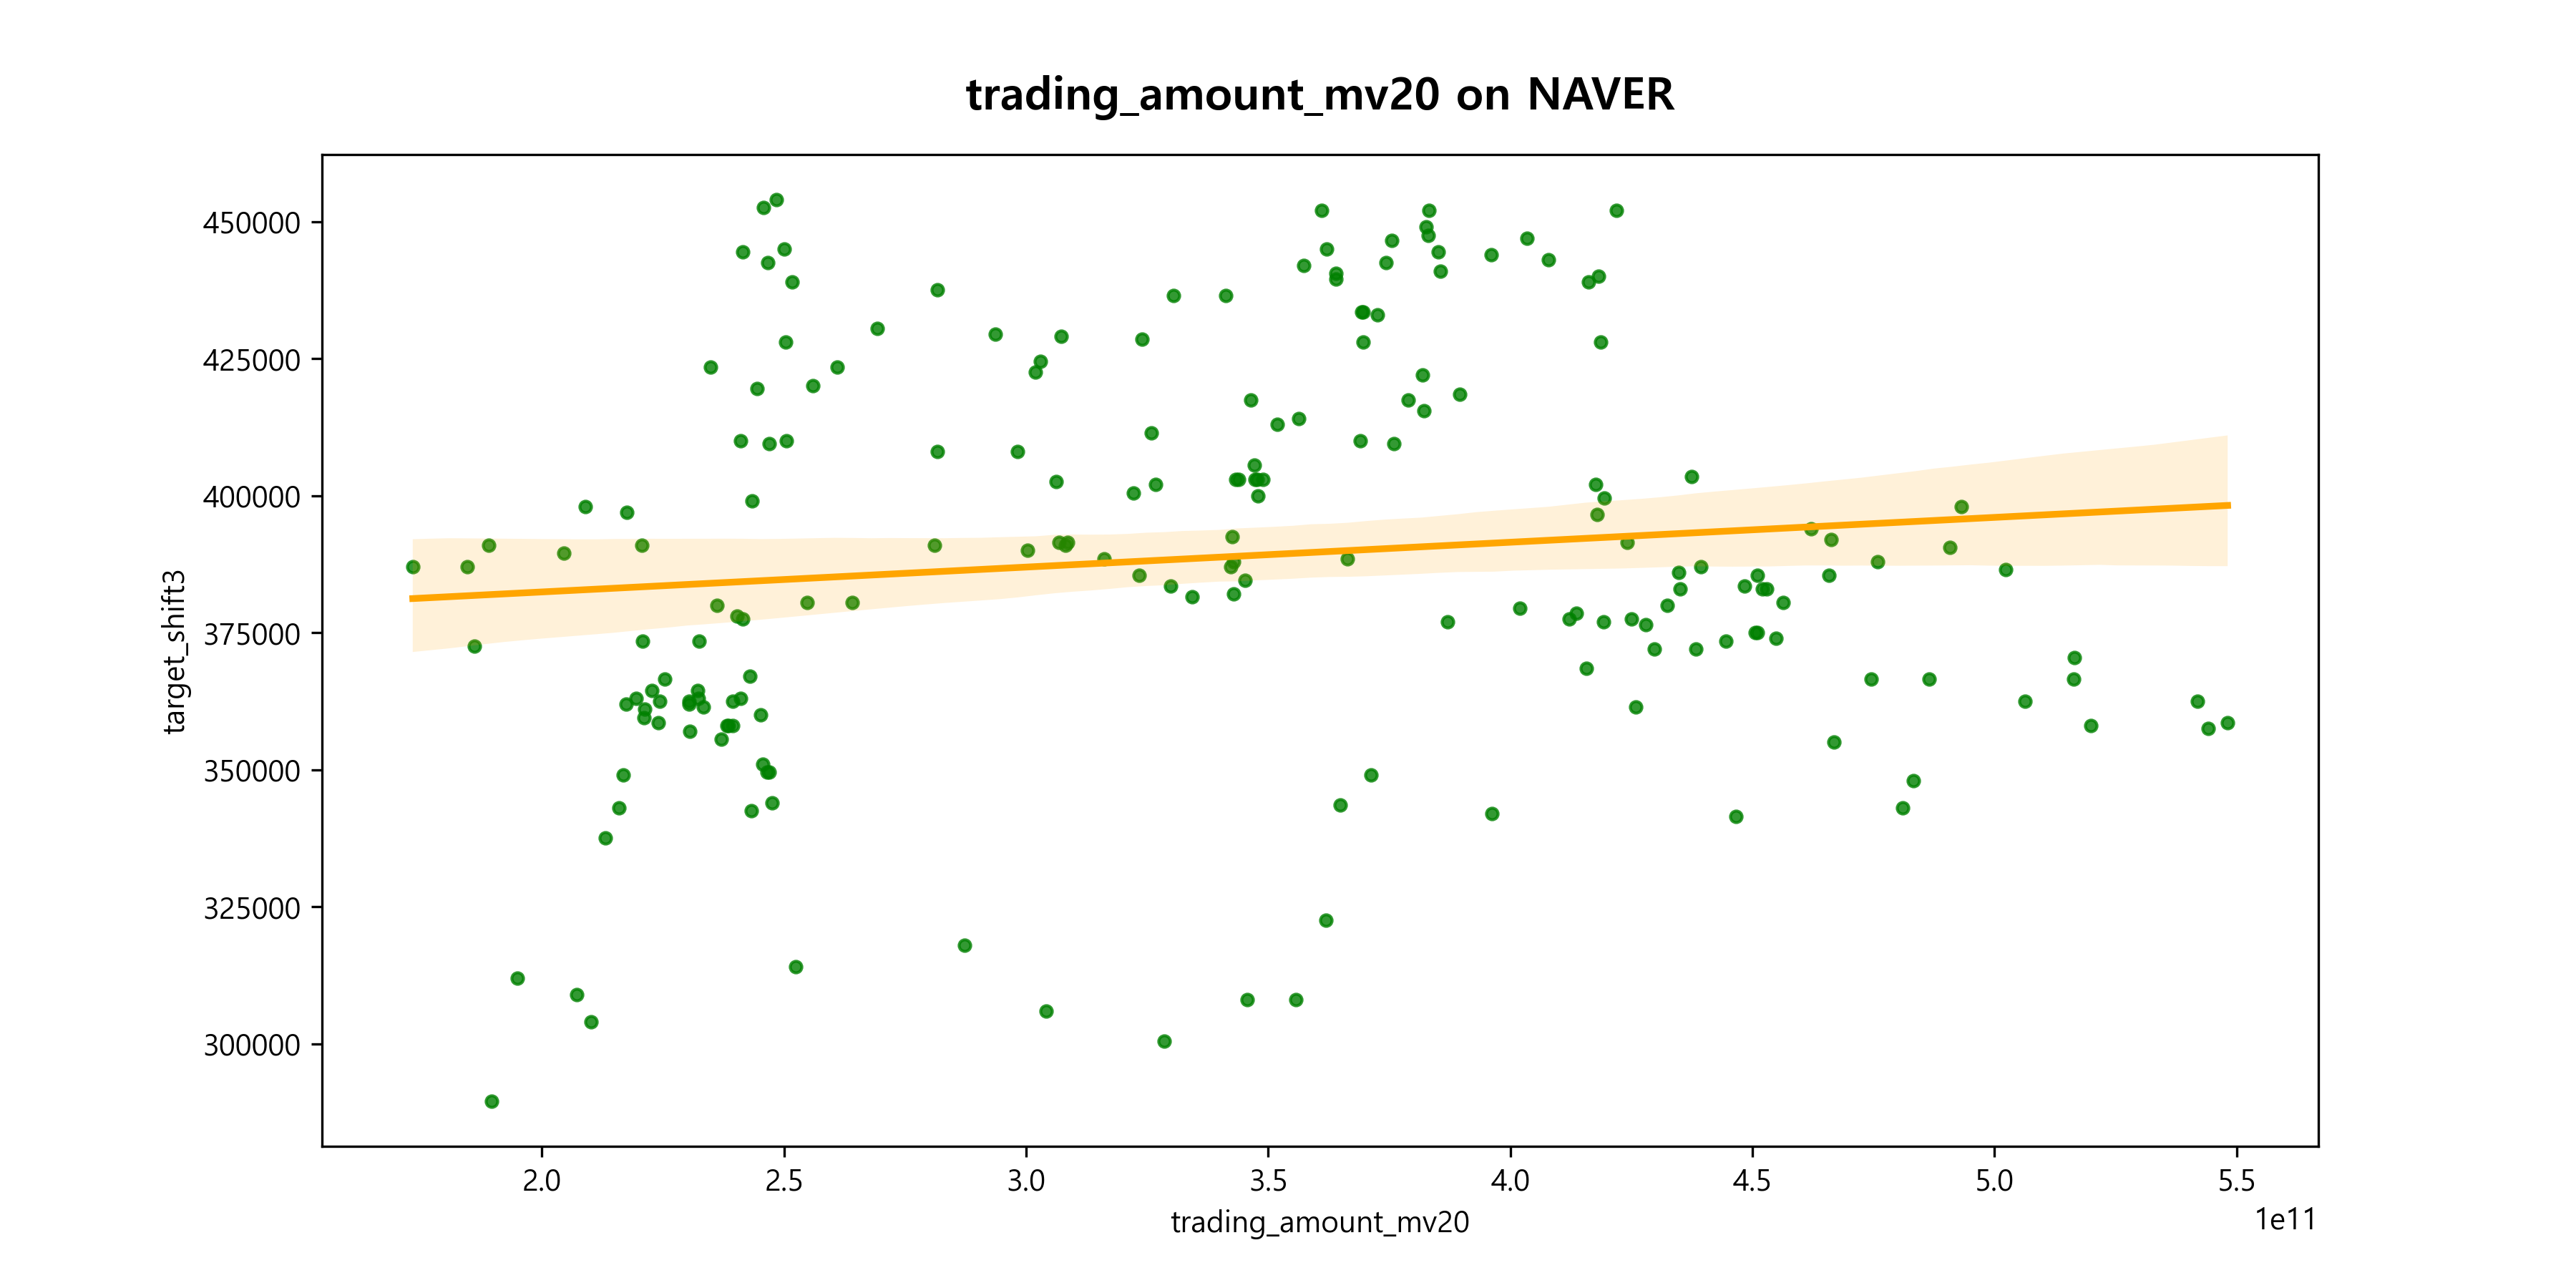 trading_amount_mv20 on NAVER
target_shift3
450000
425000
400000
375000
350000
325000
300000
2.0 2.5 3.0 3.5 4.0 4.5 5.0 5.5
1e11
trading_amount_mv20